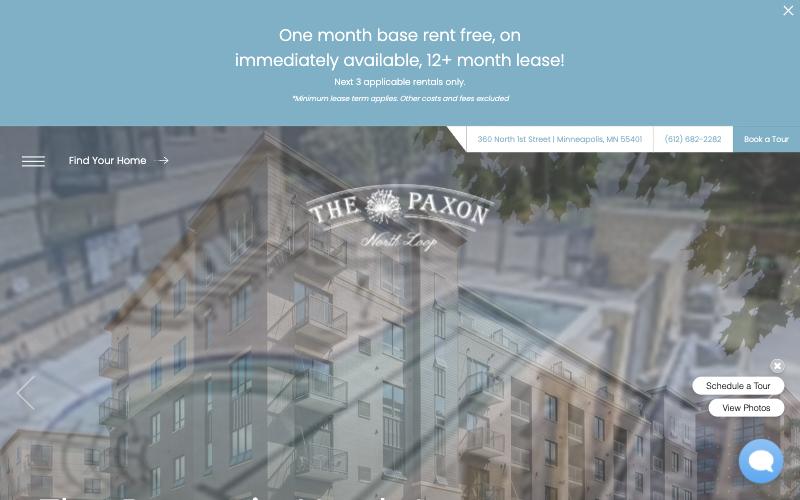 One month base rent free, on
immediately available, 12+ month lease!
Next 3 applicable rentals only.
*Minimum lease term applies. Other costs and fees excluded
360 North 1st Street | Minneapolis, MN 55401
(612) 682-2282
Book a Tour
Find Your Home
THE PAXON
North Loop
Schedule a Tour
View Photos